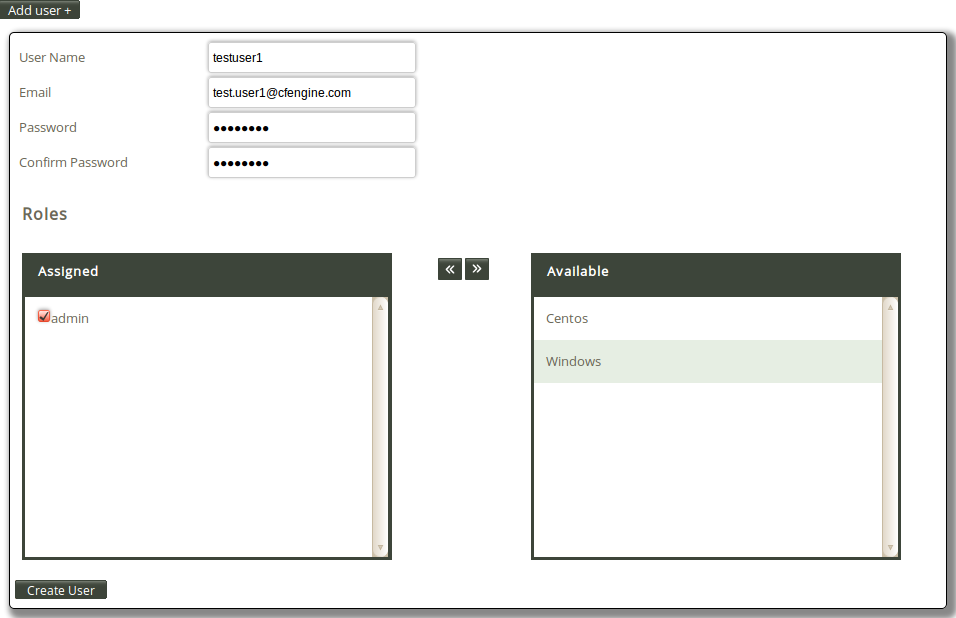 Add user +
User Name testuser1
Email test.user1@cfengine.com
Password ●●●●●●●●
Confirm Password ●●●●●●●●
Roles
Assigned « » Available
admin Centos
Windows
Create User